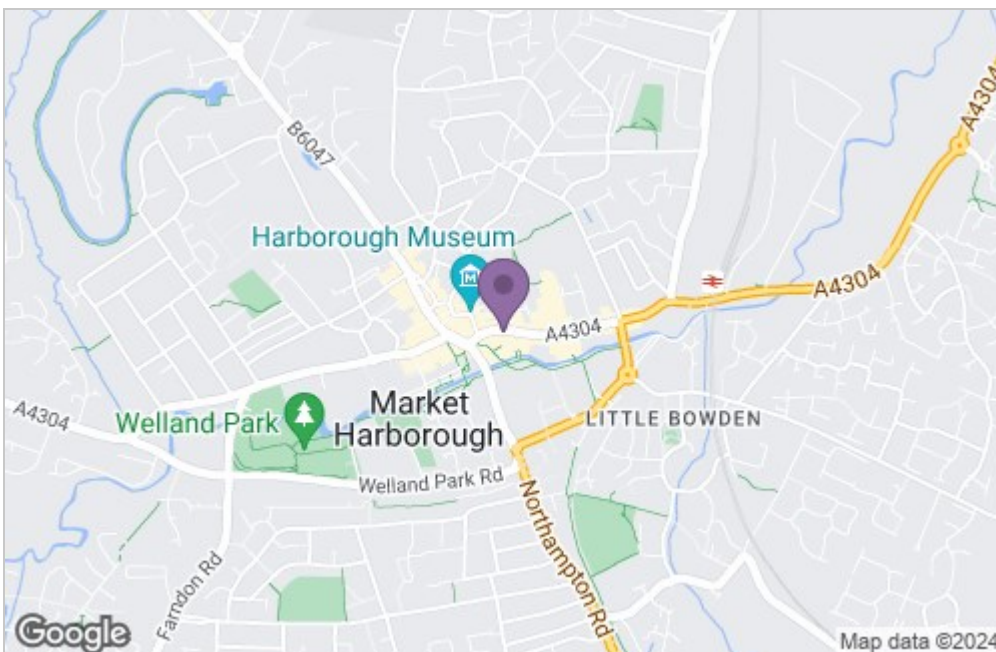 A4304
B6047
Harborough Museum
M
A4304
A4304
A4304
Welland Park
Market
Harborough
LITTLE BOWDEN
Welland Park Rd
Northampton Rd
Farndon Rd
Google
Map data ©2024